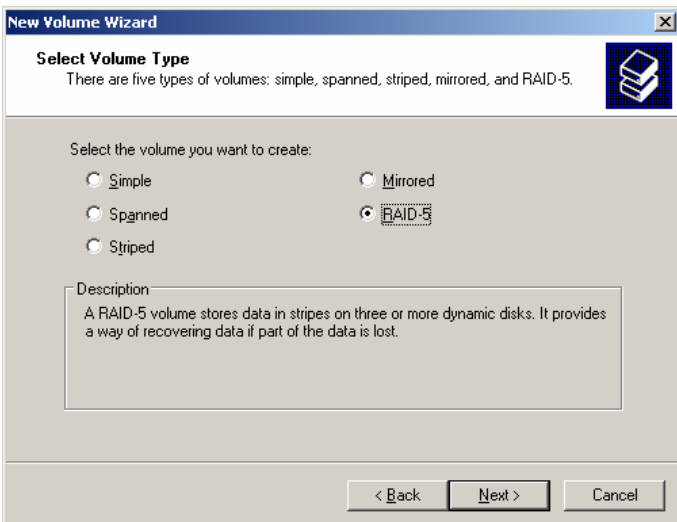 New Volume Wizard
Select Volume Type
There are five types of volumes: simple, spanned, striped, mirrored, and RAID-5.
Select the volume you want to create:
Simple
Mirrored
Spanned
RAID-5
Striped
Description
A RAID-5 volume stores data in stripes on three or more dynamic disks. It provides
a way of recovering data if part of the data is lost.
< Back
Next >
Cancel